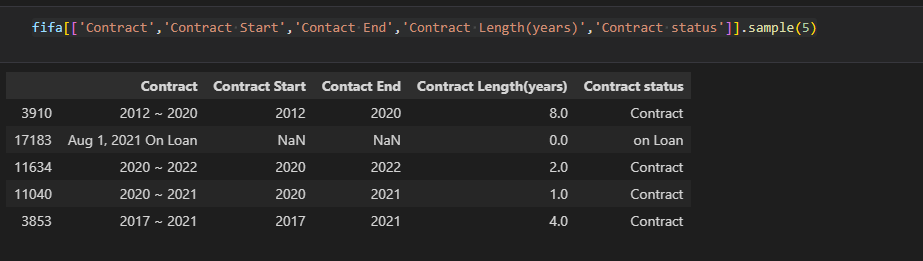 fifa[['Contract','Contract Start','Contact End','Contract Length(years)','Contract status']].sample(5)
Contract Contract Start Contact End Contract Length(years) Contract status
3910 2012 ~ 2020 2012 2020 8.0 Contract
17183 Aug 1, 2021 On Loan NaN NaN 0.0 on Loan
11634 2020 ~ 2022 2020 2022 2.0 Contract
11040 2020 ~ 2021 2020 2021 1.0 Contract
3853 2017 ~ 2021 2017 2021 4.0 Contract